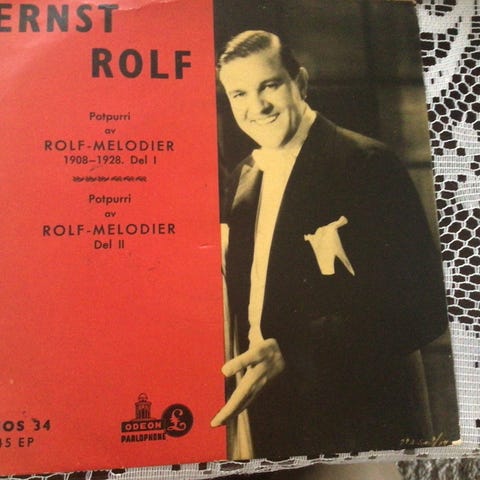 ERNST
ROLF
Potpurri
av
ROLF-MELODIER
1908-1928. Del I
Potpurri
av
ROLF-MELODIER
Del II
OS 34
45 EP
ODEON
PARLOPHONE
£